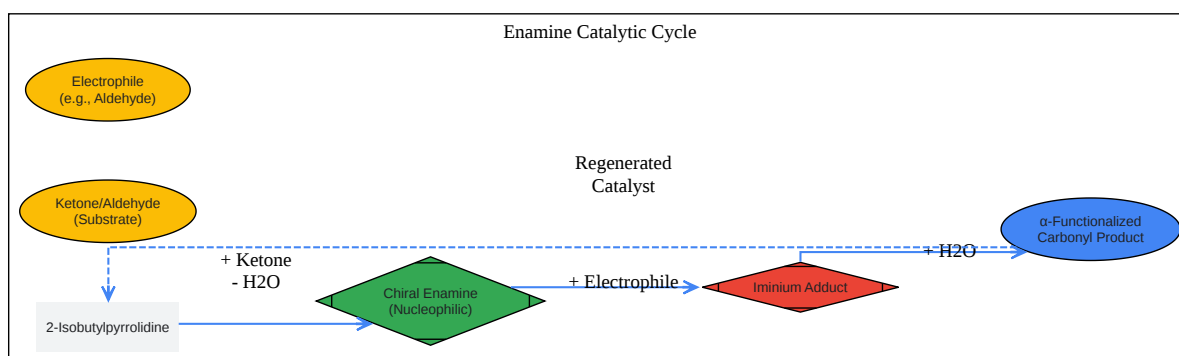 Enamine Catalytic Cycle
Electrophile
(e.g., Aldehyde)
Regenerated
Catalyst
Ketone/Aldehyde
(Substrate)
α-Functionalized
Carbonyl Product
+ Ketone
- H2O
+ H2O
+ Electrophile
Chiral Enamine
(Nucleophilic)
Iminium Adduct
2-Isobutylpyrrolidine